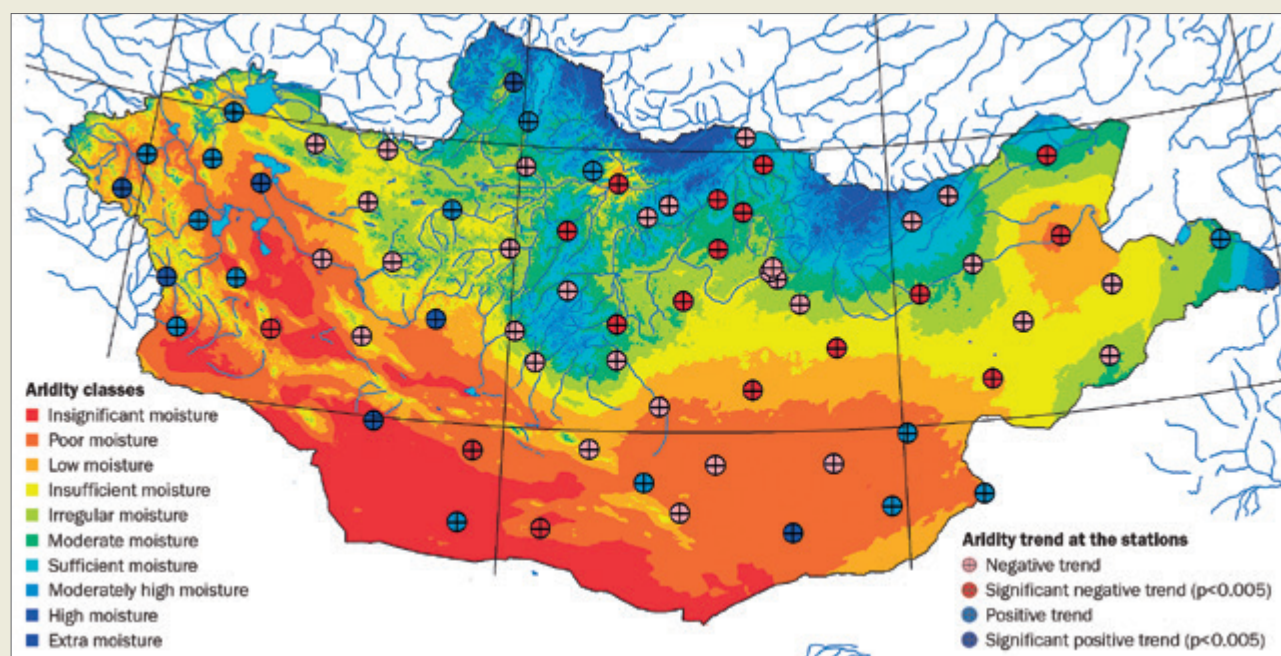 Aridity classes
Insignificant moisture
Poor moisture
Low moisture
Insufficient moisture
Irregular moisture
Moderate moisture
Sufficient moisture
Moderately high moisture
High moisture
Extra moisture
Aridity trend at the stations
Negative trend
Significant negative trend (p<0.005)
Positive trend
Significant positive trend (p<0.005)